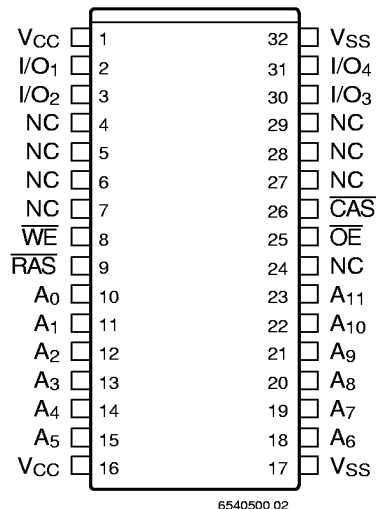 VCC 1 32 VSS
I/O1 2 31 I/O4
I/O2 3 30 I/O3
NC 4 29 NC
NC 5 28 NC
NC 6 27 NC
NC 7 26 CAS
WE 8 25 OE
RAS 9 24 NC
A0 10 23 A11
A1 11 22 A10
A2 12 21 A9
A3 13 20 A8
A4 14 19 A7
A5 15 18 A6
VCC 16 17 VSS
6540500 02